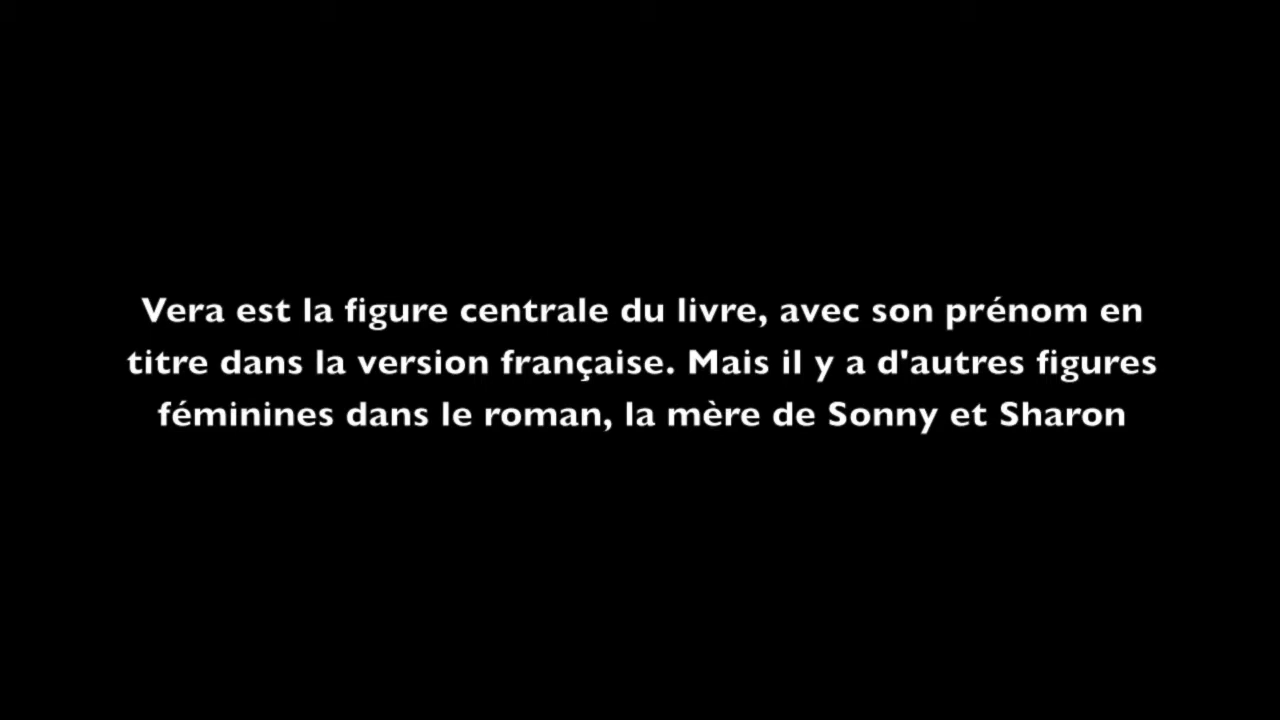 Vera est la figure centrale du livre, avec son prénom en
titre dans la version française. Mais il y a d'autres figures
féminines dans le roman, la mère de Sonny et Sharon